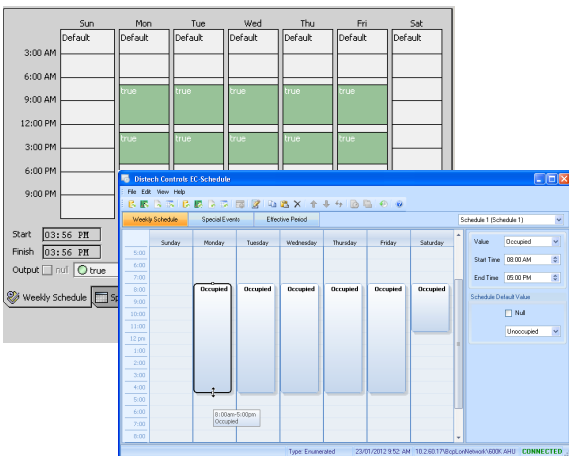 Sun Mon Tue Wed Thu Fri Sat
Default Default Default Default Default Default Default
3:00 AM
6:00 AM
true true true true true
9:00 AM
12:00 PM
true true true true true
3:00 PM
6:00 PM
9:00 PM
Start 03:56 PM
Finish 03:56 PM
Output null true
Weekly Schedule Sp
Distech Controls EC-Schedule
File Edit View Help
Weekly Schedule Special Events Effective Period Schedule 1 (Schedule 1)
Sunday Monday Tuesday Wednesday Thursday Friday Saturday
5:00
6:00
7:00
8:00 Occupied Occupied Occupied Occupied Occupied Occupied
9:00
10:00
11:00
12 pm
1:00
2:00
3:00
4:00
5:00
6:00
7:00
8:00
8:00am-5:00pm
Occupied
Value Occupied
Start Time 08:00 AM
End Time 05:00 PM
Schedule Default Value
Null
Unoccupied
Type: Enumerated 23/01/2012 9:52 AM 10.2.60.17\BcpLonNetwork\600K AHU CONNECTED